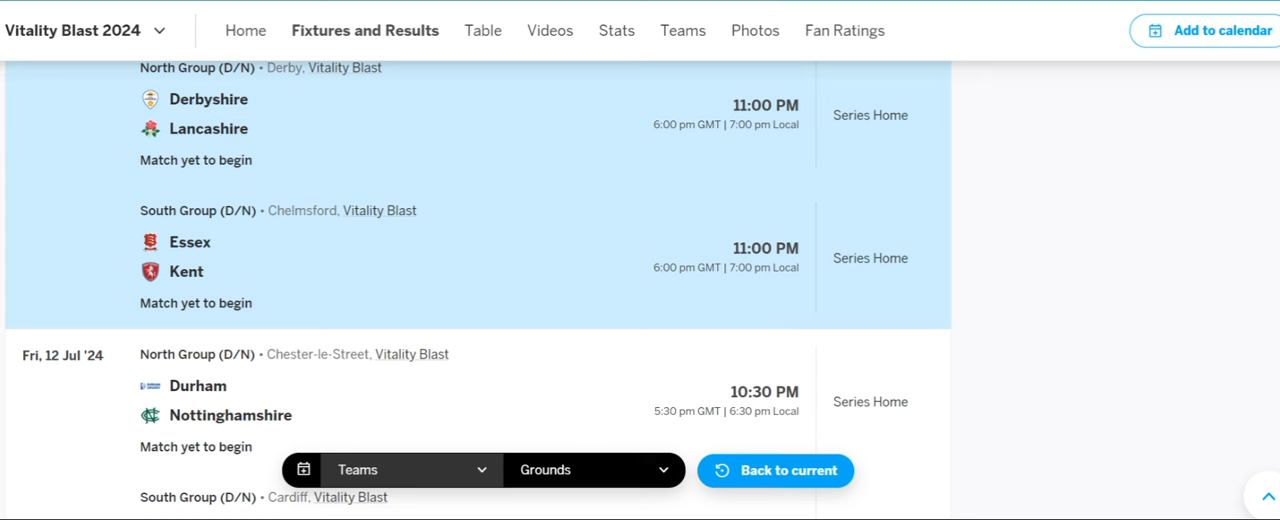 Vitality Blast 2024 Home Fixtures and Results Table Videos Stats Teams Photos Fan Ratings Add to calendar
North Group (D/N) • Derby, Vitality Blast
Derbyshire
11:00 PM
Lancashire
6:00 pm GMT | 7:00 pm Local
Series Home
Match yet to begin
South Group (D/N) • Chelmsford, Vitality Blast
Essex
11:00 PM
Kent
6:00 pm GMT | 7:00 pm Local
Series Home
Match yet to begin
Fri, 12 Jul '24
North Group (D/N) • Chester-le-Street, Vitality Blast
Durham
10:30 PM
Nottinghamshire
5:30 pm GMT | 6:30 pm Local
Series Home
Match yet to begin
Teams Grounds Back to current
South Group (D/N) • Cardiff, Vitality Blast